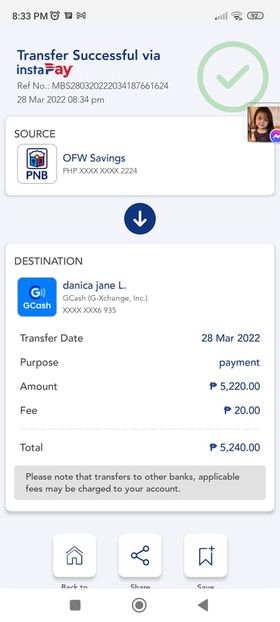 8:33 PM
92
Transfer Successful via
instaPay
Ref No.: MBS280320222034187661624
28 Mar 2022 08:34 pm
SOURCE
PNB
OFW Savings
PHP XXXX XXXX 2224
DESTINATION
GCash
danica jane L.
GCash (G-Xchange, Inc.)
XXXX XXX6 935
Transfer Date 28 Mar 2022
Purpose payment
Amount ₱ 5,220.00
Fee ₱ 20.00
Total ₱ 5,240.00
Please note that transfers to other banks, applicable
fees may be charged to your account.
Back to Share Save